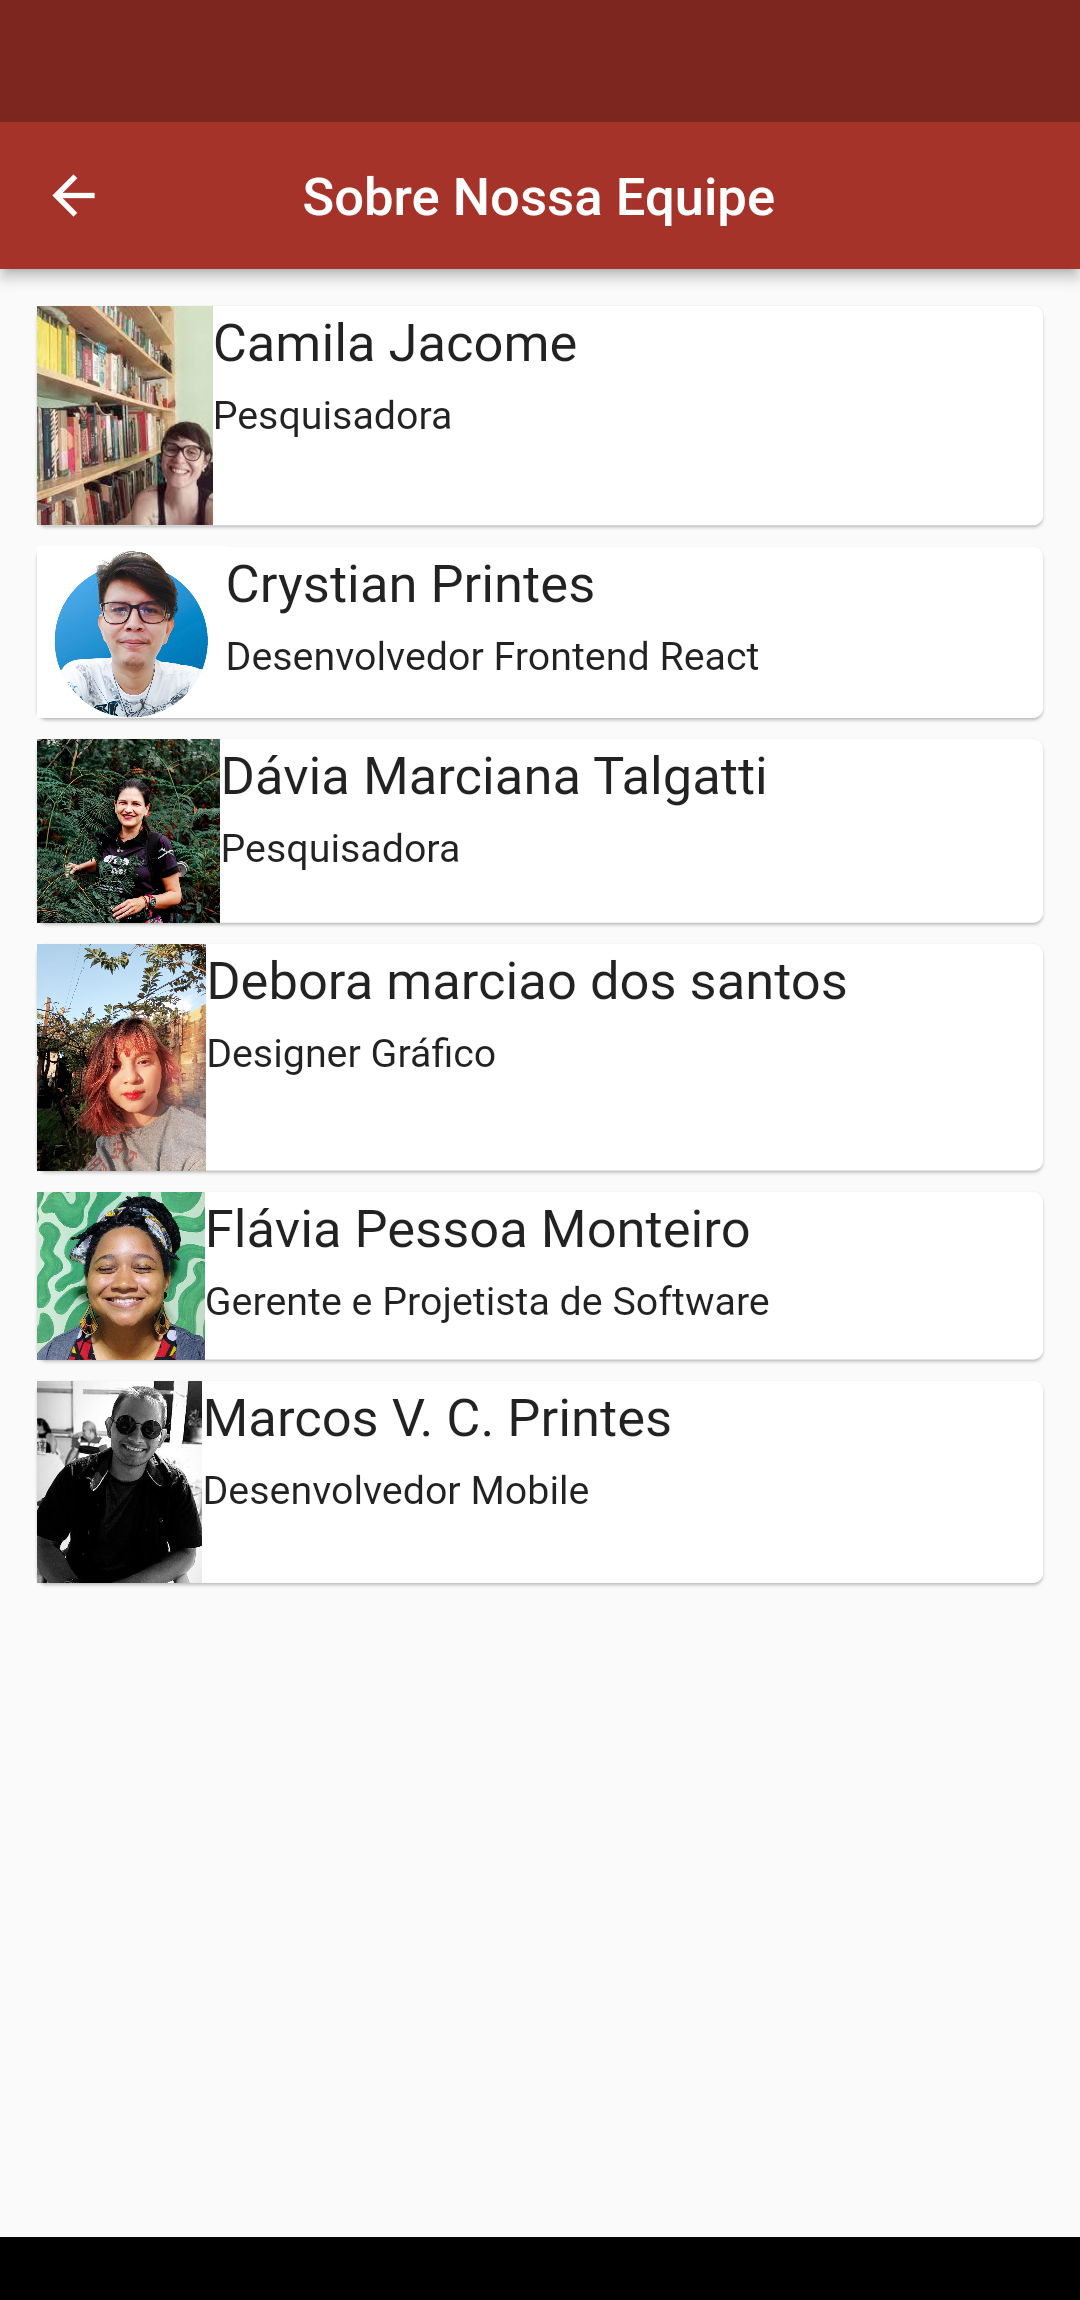 Sobre Nossa Equipe
Camila Jacome
Pesquisadora
Crystian Printes
Desenvolvedor Frontend React
Dávia Marciana Talgatti
Pesquisadora
Debora marciao dos santos
Designer Gráfico
Flávia Pessoa Monteiro
Gerente e Projetista de Software
Marcos V. C. Printes
Desenvolvedor Mobile